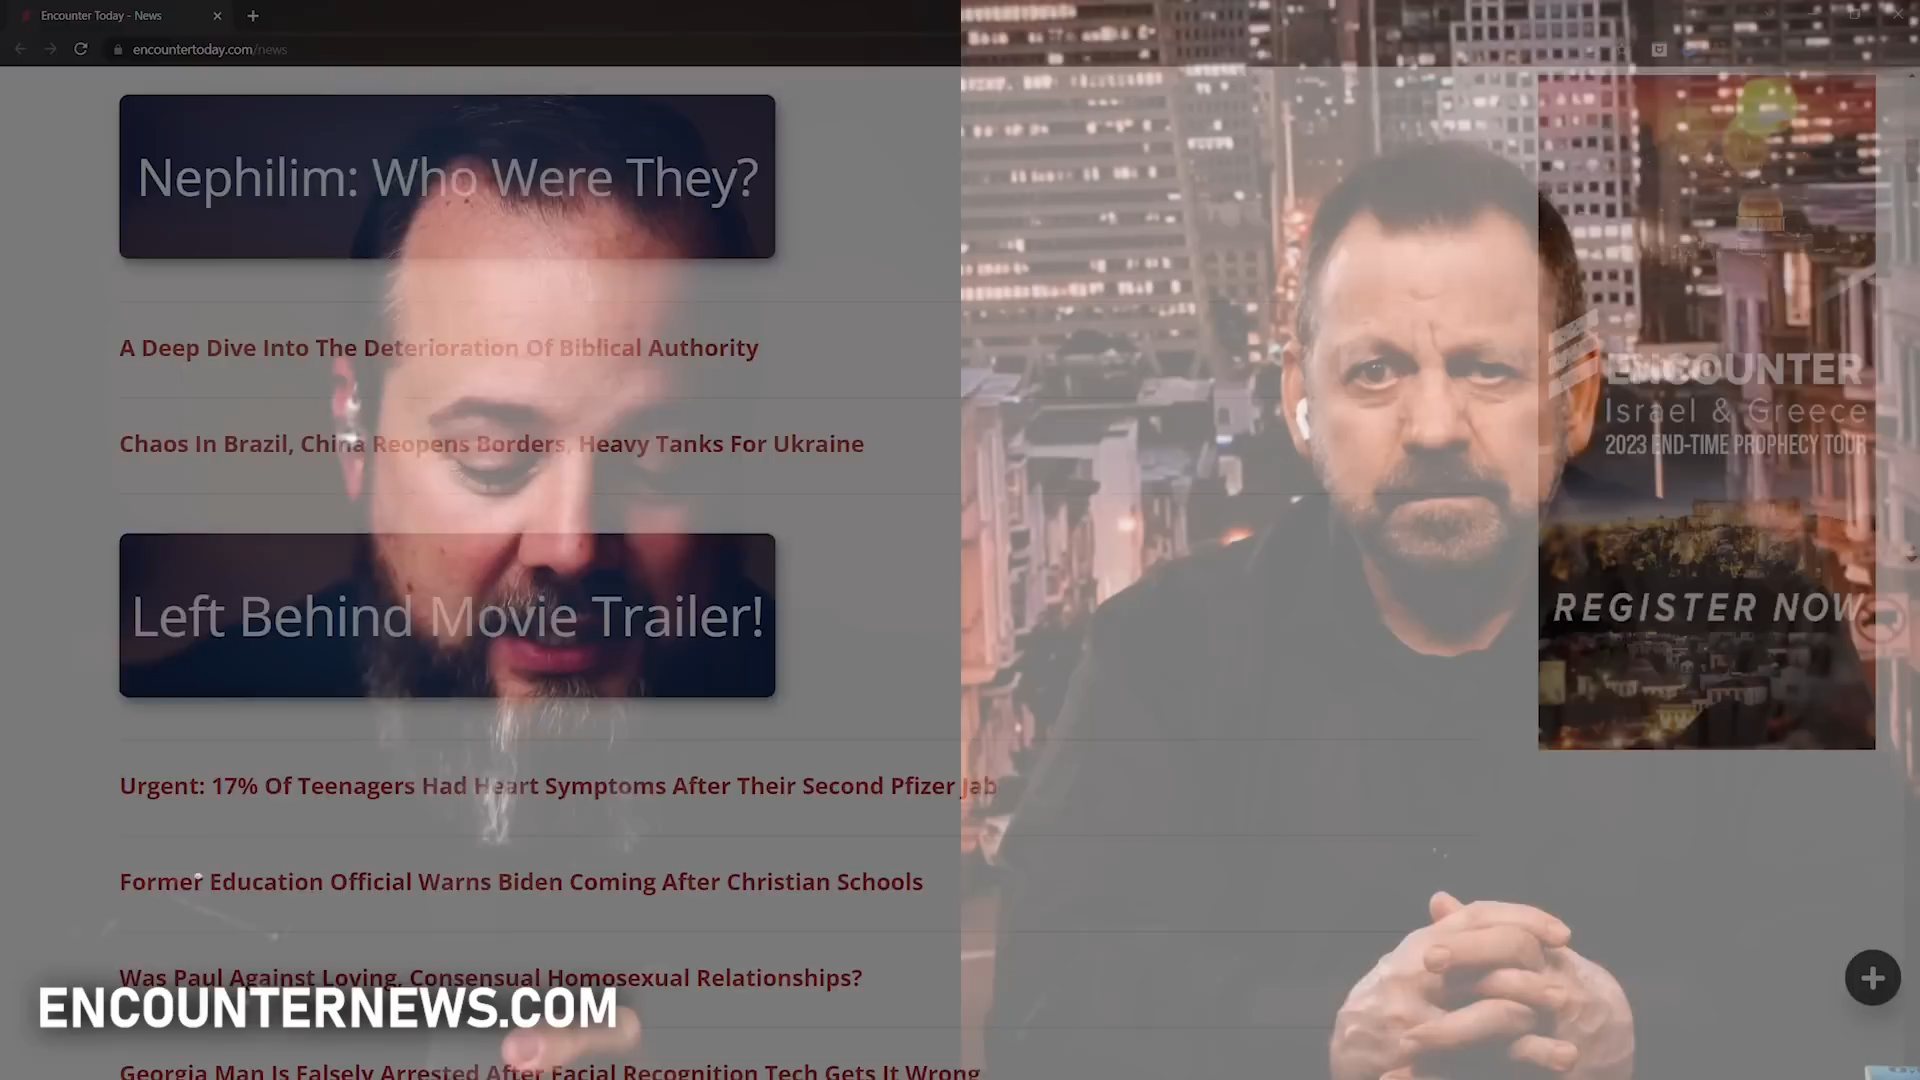 Encounter Today - News
encountertoday.com/news
Nephilim: Who Were They?
A Deep Dive Into The Deterioration Of Biblical Authority
Chaos In Brazil, China Reopens Borders, Heavy Tanks For Ukraine
Left Behind Movie Trailer!
Urgent: 17% Of Teenagers Had Heart Symptoms After Their Second Pfizer Jab
Former Education Official Warns Biden Coming After Christian Schools
Was Paul Against Loving, Consensual Homosexual Relationships?
Georgia Man Is Falsely Arrested After Facial Recognition Tech Gets It Wrong
ENCOUNTERNEWS.COM
ENCOUNTER
Israel & Greece
2023 END-TIME PROPHECY TOUR
REGISTER NOW